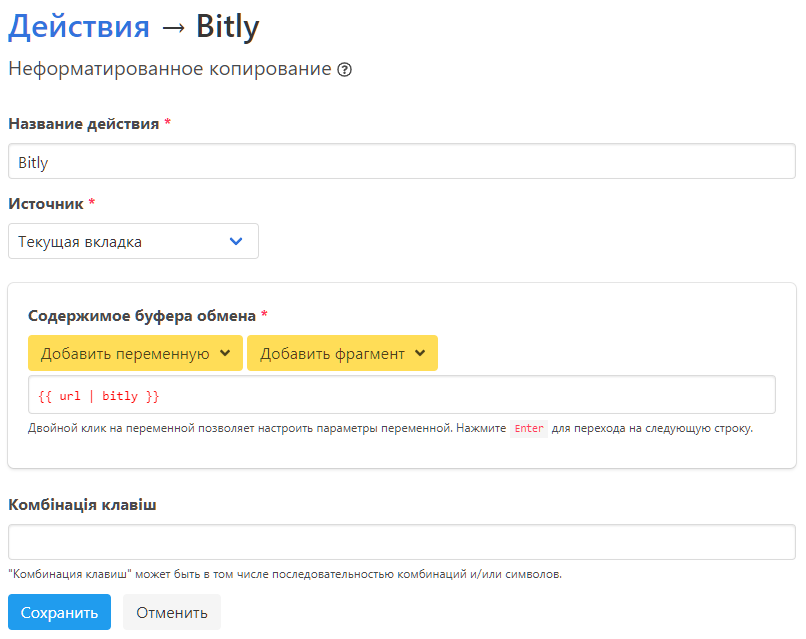 Действия → Bitly
Неформатированное копирование
Название действия *
Bitly
Источник *
Текущая вкладка
Содержимое буфера обмена *
Добавить переменную Добавить фрагмент
{{ url | bitly }}
Двойной клик на переменной позволяет настроить параметры переменной. Нажмите Enter для перехода на следующую строку.
Комбінація клавіш
"Комбинация клавиш" может быть в том числе последовательностью комбинаций и/или символов.
Сохранить Отменить